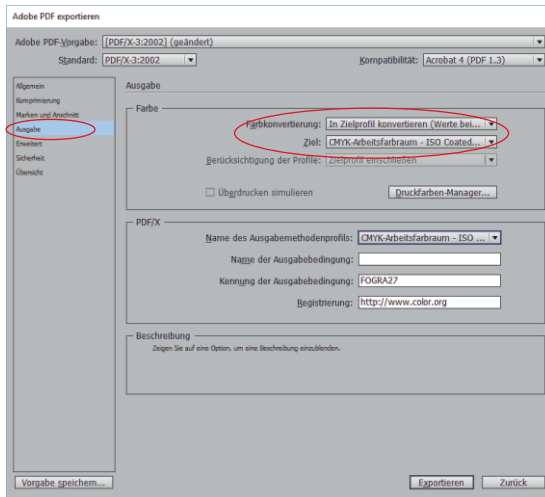 Adobe PDF exportieren
Adobe PDF-Vorgabe: [PDF/X-3:2002] (geändert)
Standard: PDF/X-3:2002 Kompatibilität: Acrobat 4 (PDF 1.3)
Allgemein
Komprimierung
Marken und Anschnitt
Ausgabe
Erweitert
Sicherheit
Übersicht
Ausgabe
Farbe
Farbkonvertierung: In Zielprofil konvertieren (Werte bei...
Ziel: CMYK-Arbeitsfarbraum - ISO Coated...
Berücksichtigung der Profile: Zielprofil einschließen
Überdrucken simulieren Druckfarben-Manager...
PDF/X
Name des Ausgabemethodenprofils: CMYK-Arbeitsfarbraum - ISO ...
Name der Ausgabebedingung:
Kennung der Ausgabebedingung: FOGRA27
Registrierung: http://www.color.org
Beschreibung
Zeigen Sie auf eine Option, um eine Beschreibung einzublenden.
Vorgabe speichern... Exportieren Zurück